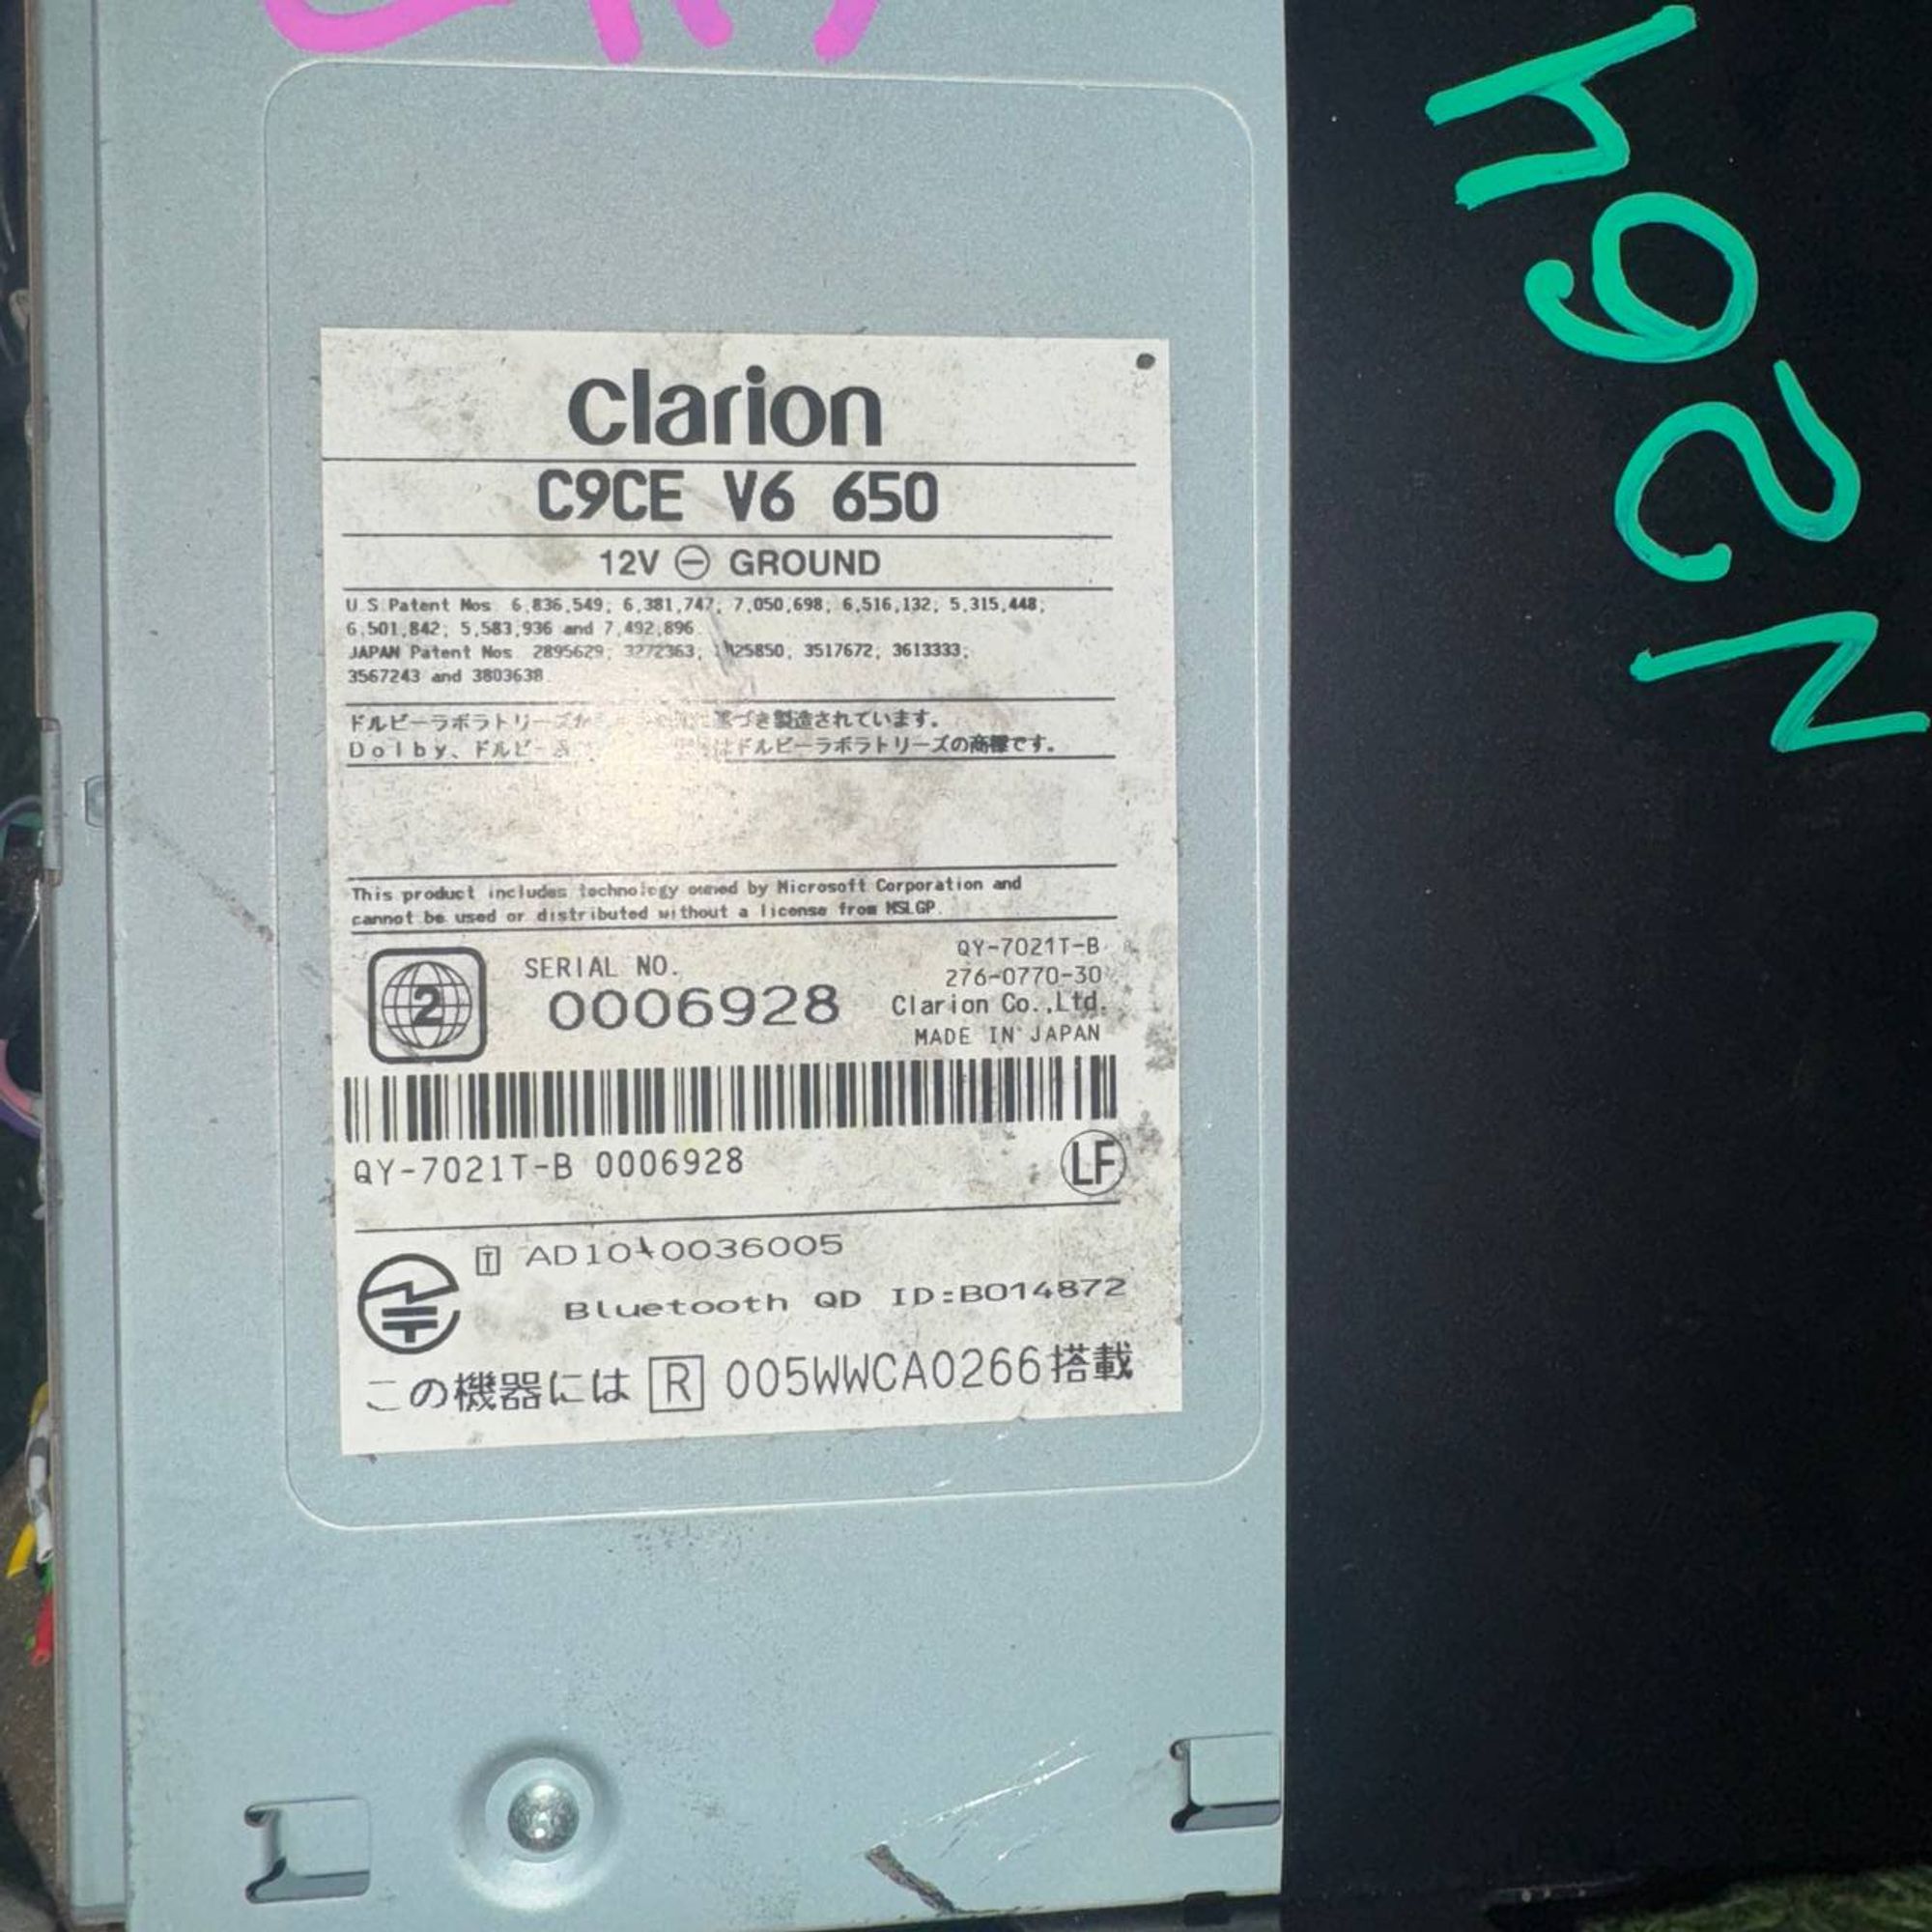 Clarion
C9CE V6 650
12V ⊖ GROUND
U.S.Patent Nos. 6,836,549; 6,381,747; 7,050,698; 6,516,132; 5,315,448;
6,501,842; 5,583,936 and 7,492,896.
JAPAN Patent Nos. 2895629; 3272363; 3517672; 3613333;
3567243 and 3803638.
ドルビーラボラトリーズか 基づき製造されています。
Dolby、ドルビー はドルビーラボラトリーズの商標です。
This product includes technology owned by Microsoft Corporation and
cannot be used or distributed without a license from MSLGP.
2
SERIAL NO.
0006928
QY-7021T-B
276-0770-30
Clarion Co.,Ltd.
MADE IN JAPAN
QY-7021T-B 0006928
LF
T AD10 0036005
Bluetooth QD ID:B014872
この機器には R 005WWCA0266搭載